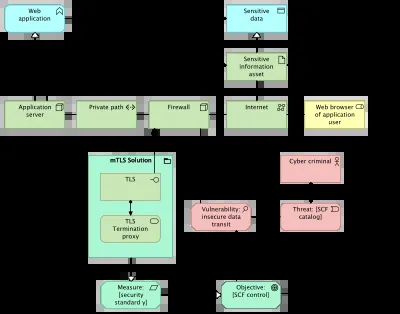 Web
application
Sensitive
data
Sensitive
information
asset
Application
server
Private path
Firewall
Internet
Web browser
of application
user
mTLS Solution
TLS
TLS
Termination
proxy
Cyber criminal
Vulnerability:
insecure data
transit
Threat: [SCF
catalog]
Measure:
[security
standard y]
Objective:
[SCF control]